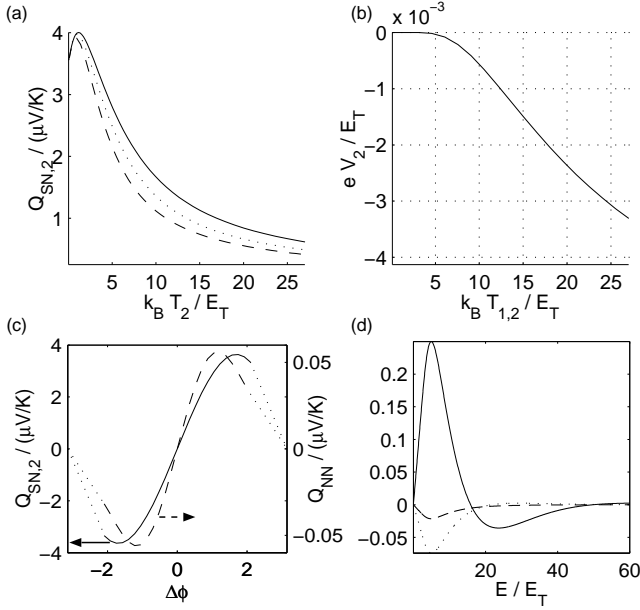 (a)
4
3
2
1
Q_SN,2 / (μV/K)
5 10 15 20 25
k_B T_2 / E_T
(b)
× 10^-3
0
-1
-2
-3
-4
e V_2 / E_T
0 5 10 15 20 25
k_B T_1,2 / E_T
(c)
4
2
0
-2
-4
Q_SN,2 / (μV/K)
0.05
0
-0.05
Q_NN / (μV/K)
-2 0 2
Δϕ
(d)
0.2
0.15
0.1
0.05
0
-0.05
20 40 60
E / E_T